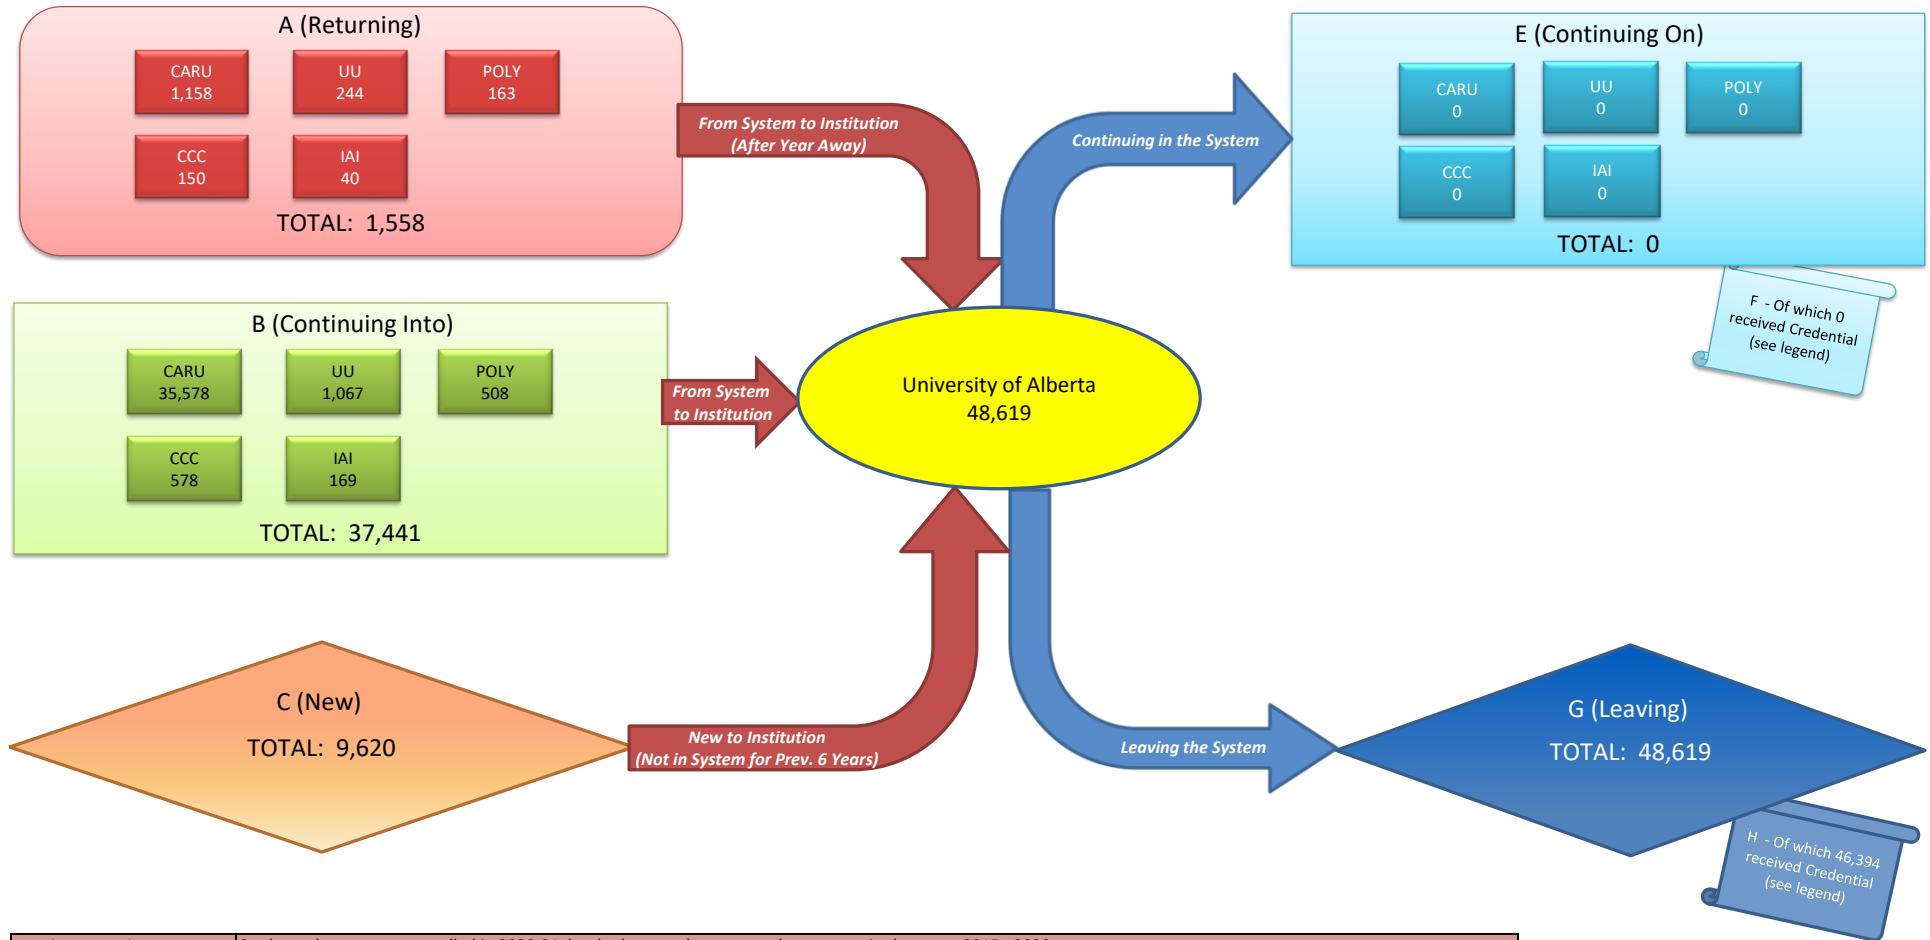 A (Returning)
CARU
1,158
UU
244
POLY
163
CCC
150
IAI
40
TOTAL: 1,558
From System to Institution
(After Year Away)
Continuing in the System
E (Continuing On)
CARU
0
UU
0
POLY
0
CCC
0
IAI
0
TOTAL: 0
F - Of which 0
received Credential
(see legend)
B (Continuing Into)
CARU
35,578
UU
1,067
POLY
508
CCC
578
IAI
169
TOTAL: 37,441
From System
to Institution
University of Alberta
48,619
C (New)
TOTAL: 9,620
New to Institution
(Not in System for Prev. 6 Years)
Leaving the System
G (Leaving)
TOTAL: 48,619
H - Of which 46,394
received Credential
(see legend)